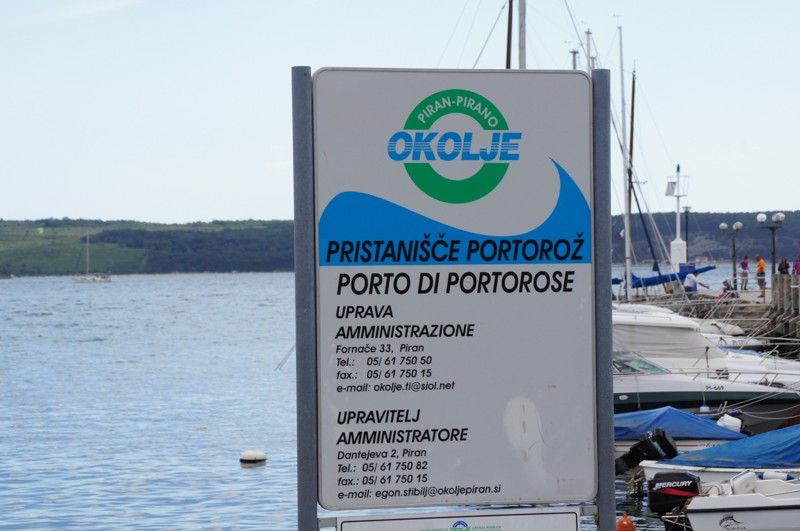 PIRAN-PIRANO
OKOLJE
PRISTANIŠČE PORTOROŽ
PORTO DI PORTOROSE
UPRAVA
AMMINISTRAZIONE
Fornače 33, Piran
Tel.: 05/ 61 750 50
fax.: 05/ 61 750 15
e-mail: okolje.ti@siol.net
UPRAVITELJ
AMMINISTRATORE
Dantejeva 2, Piran
Tel.: 05/ 61 750 82
fax.: 05/ 61 750 15
e-mail: egon.stibilj@okoljepiran.si
MERCURY